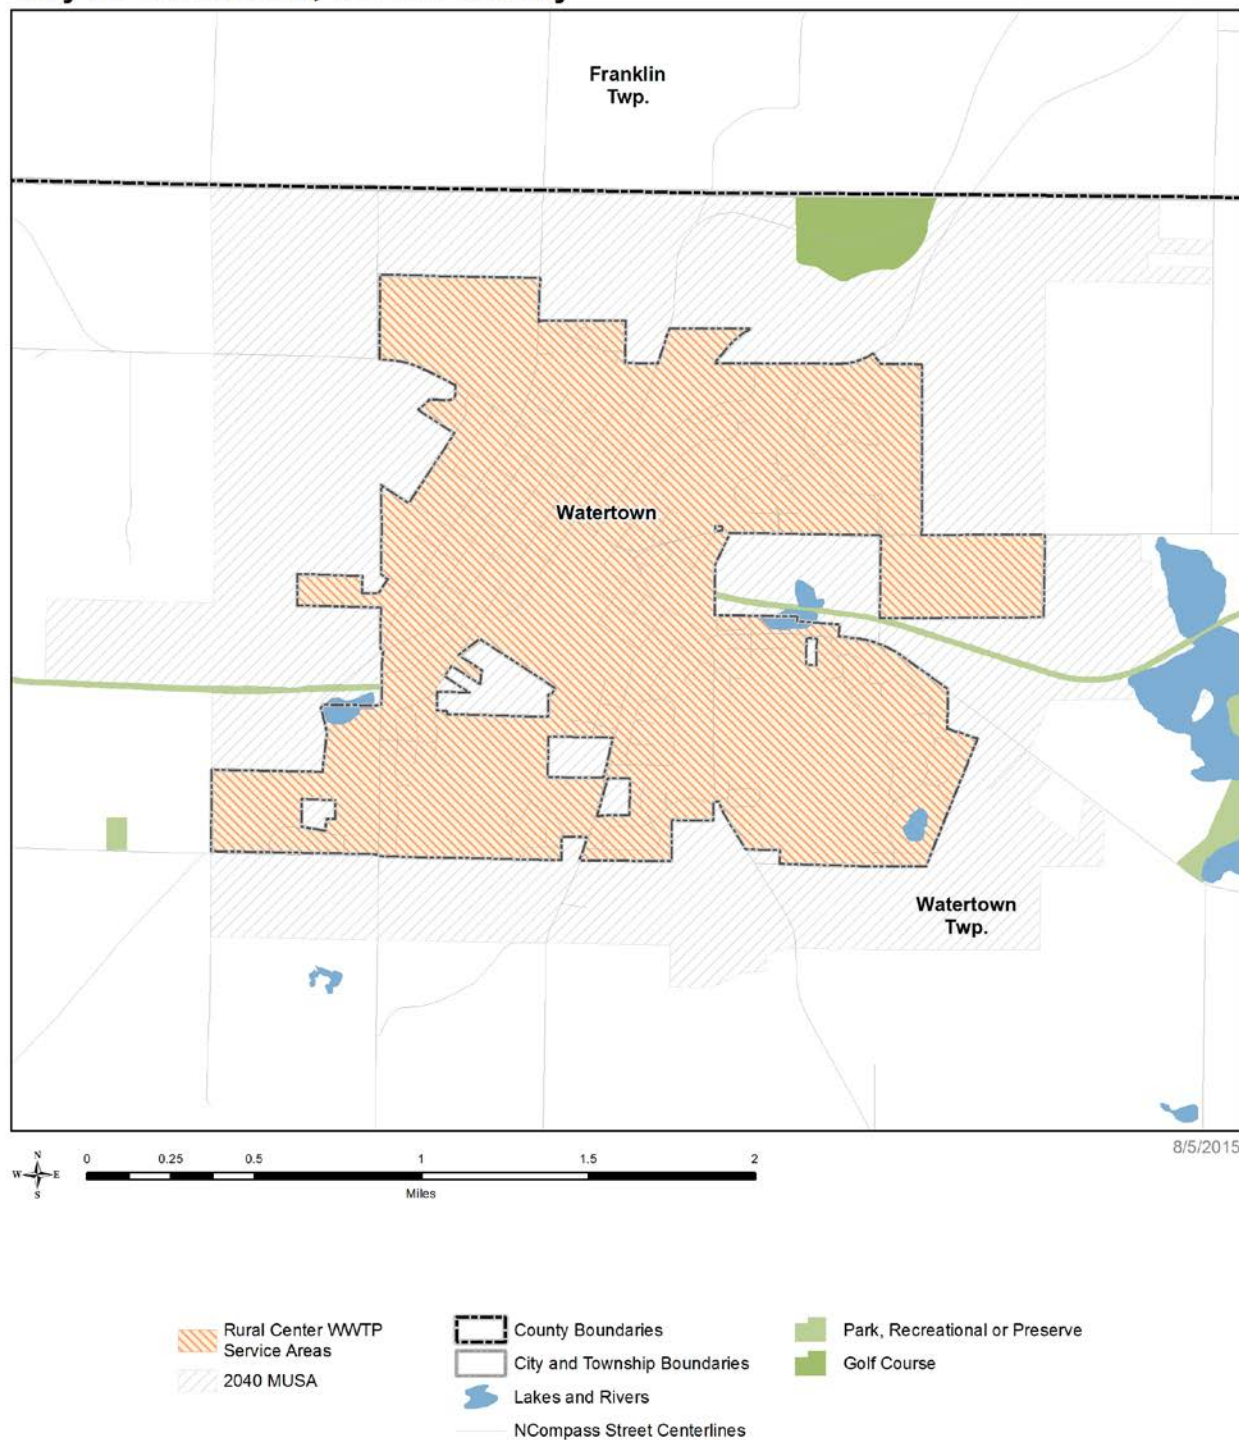 Franklin
Twp.
Watertown
Watertown
Twp.
8/5/2015
N
W E
S
0 0.25 0.5 1 1.5 2
Miles
Rural Center WWTP
Service Areas
2040 MUSA
County Boundaries
City and Township Boundaries
Lakes and Rivers
NCompass Street Centerlines
Park, Recreational or Preserve
Golf Course